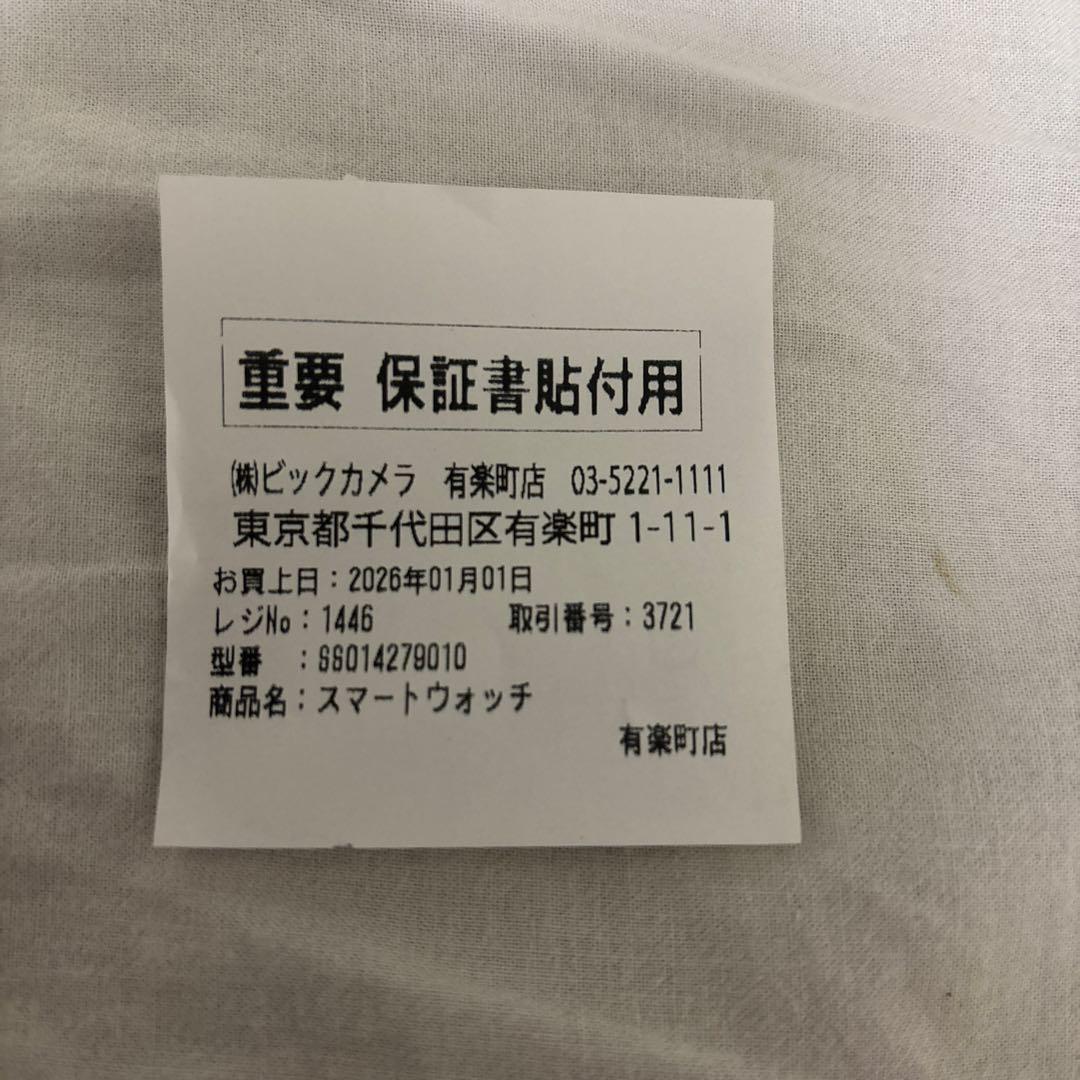 重要 保証書貼付用
㈱ビックカメラ 有楽町店 03-5221-1111
東京都千代田区有楽町 1-11-1
お買上日：2026年01月01日
レジNo：1446 取引番号：3721
型番 ：SS014279010
商品名：スマートウォッチ
有楽町店